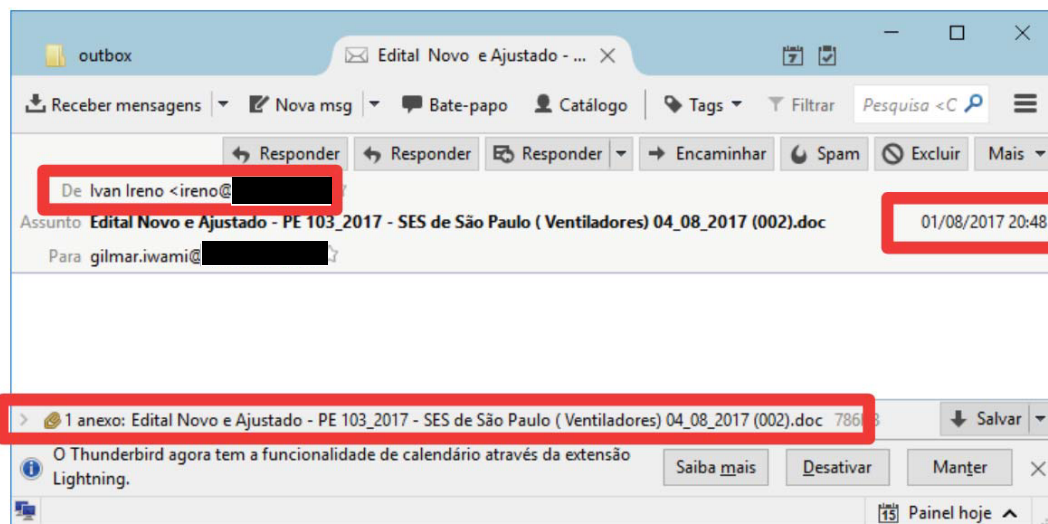 outbox
Edital Novo e Ajustado - ...
7
Receber mensagens
Nova msg
Bate-papo
Catálogo
Tags
Filtrar
Pesquisa <C
Responder
Responder
Responder
Encaminhar
Spam
Excluir
Mais
De Ivan Ireno <ireno@
Assunto Edital Novo e Ajustado - PE 103_2017 - SES de São Paulo ( Ventiladores) 04_08_2017 (002).doc
01/08/2017 20:48
Para gilmar.iwami@
1 anexo: Edital Novo e Ajustado - PE 103_2017 - SES de São Paulo ( Ventiladores) 04_08_2017 (002).doc
Salvar
O Thunderbird agora tem a funcionalidade de calendário através da extensão
Lightning.
Saiba mais
Desativar
Manter
15
Painel hoje